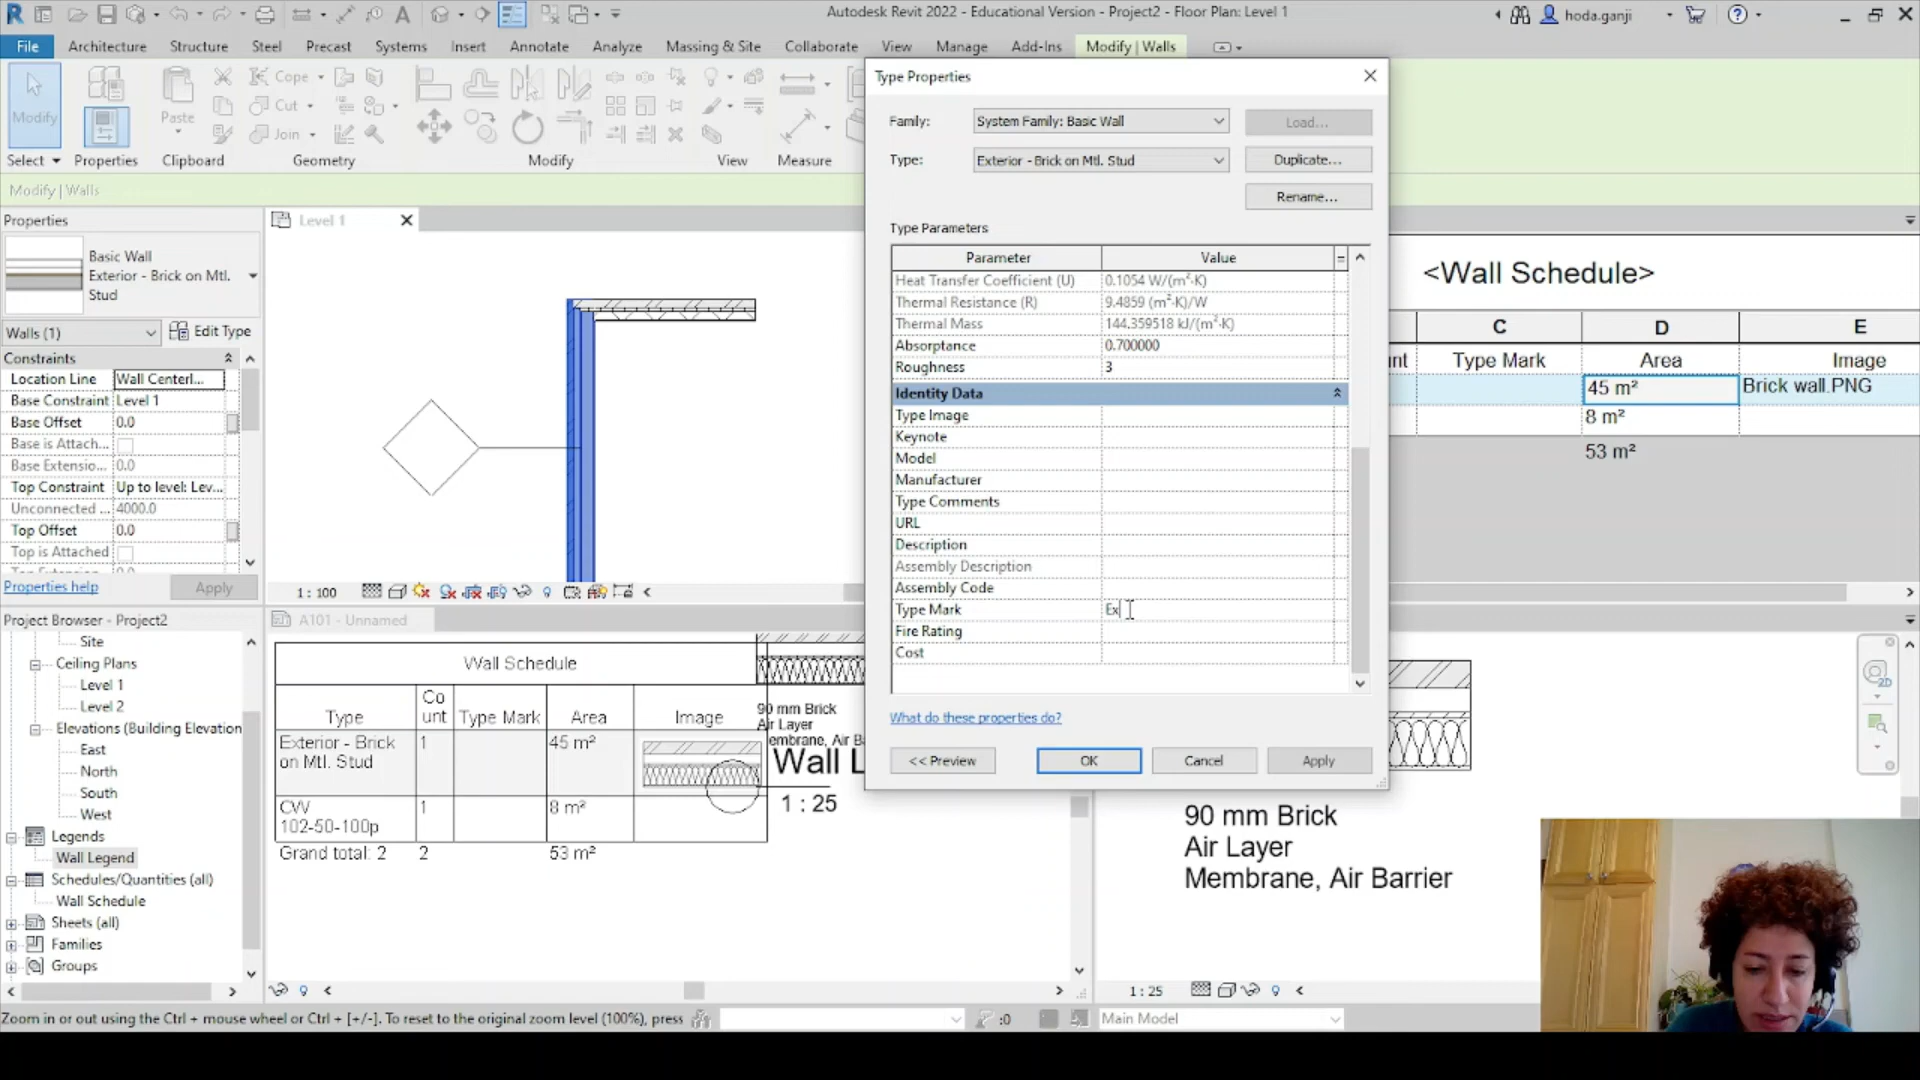 Autodesk Revit 2022 - Educational Version - Project2 - Floor Plan: Level 1
hoda.ganji
File Architecture Structure Steel Precast Systems Insert Annotate Analyze Massing & Site Collaborate View Manage Add-Ins Modify | Walls
Modify
Paste
Cope
Cut
Join
Select Properties Clipboard Geometry Modify View Measure
Modify | Walls
Properties
Basic Wall
Exterior - Brick on Mtl.
Stud
Walls (1) Edit Type
Constraints
Location Line Wall Centerl...
Base Constraint Level 1
Base Offset 0.0
Base is Attach...
Base Extensio... 0.0
Top Constraint Up to level: Lev...
Unconnected ... 4000.0
Top Offset 0.0
Top is Attached
Properties help Apply
Project Browser - Project2
Site
Ceiling Plans
Level 1
Level 2
Elevations (Building Elevation
East
North
South
West
Legends
Wall Legend
Schedules/Quantities (all)
Wall Schedule
Sheets (all)
Families
Groups
Level 1
1 : 100
A101 - Unnamed
Wall Schedule
Type Co unt Type Mark Area Image
Exterior - Brick on Mtl. Stud 1 45 m²
CW 102-50-100p 1 8 m²
Grand total: 2 2 53 m²
90 mm Brick
Air Layer
embrane, Air Ba
Wall L
1 : 25
Type Properties
Family: System Family: Basic Wall Load...
Type: Exterior - Brick on Mtl. Stud Duplicate...
Rename...
Type Parameters
Parameter Value =
Heat Transfer Coefficient (U) 0.1054 W/(m²·K)
Thermal Resistance (R) 9.4859 (m²·K)/W
Thermal Mass 144.359518 kJ/(m²·K)
Absorptance 0.700000
Roughness 3
Identity Data
Type Image
Keynote
Model
Manufacturer
Type Comments
URL
Description
Assembly Description
Assembly Code
Type Mark Ex
Fire Rating
Cost
What do these properties do?
<< Preview OK Cancel Apply
<Wall Schedule>
C D E
nt Type Mark Area Image
45 m² Brick wall.PNG
8 m²
53 m²
90 mm Brick
Air Layer
Membrane, Air Barrier
2D
1 : 25
Zoom in or out using the Ctrl + mouse wheel or Ctrl + [+/-]. To reset to the original zoom level (100%), press
:0
Main Model